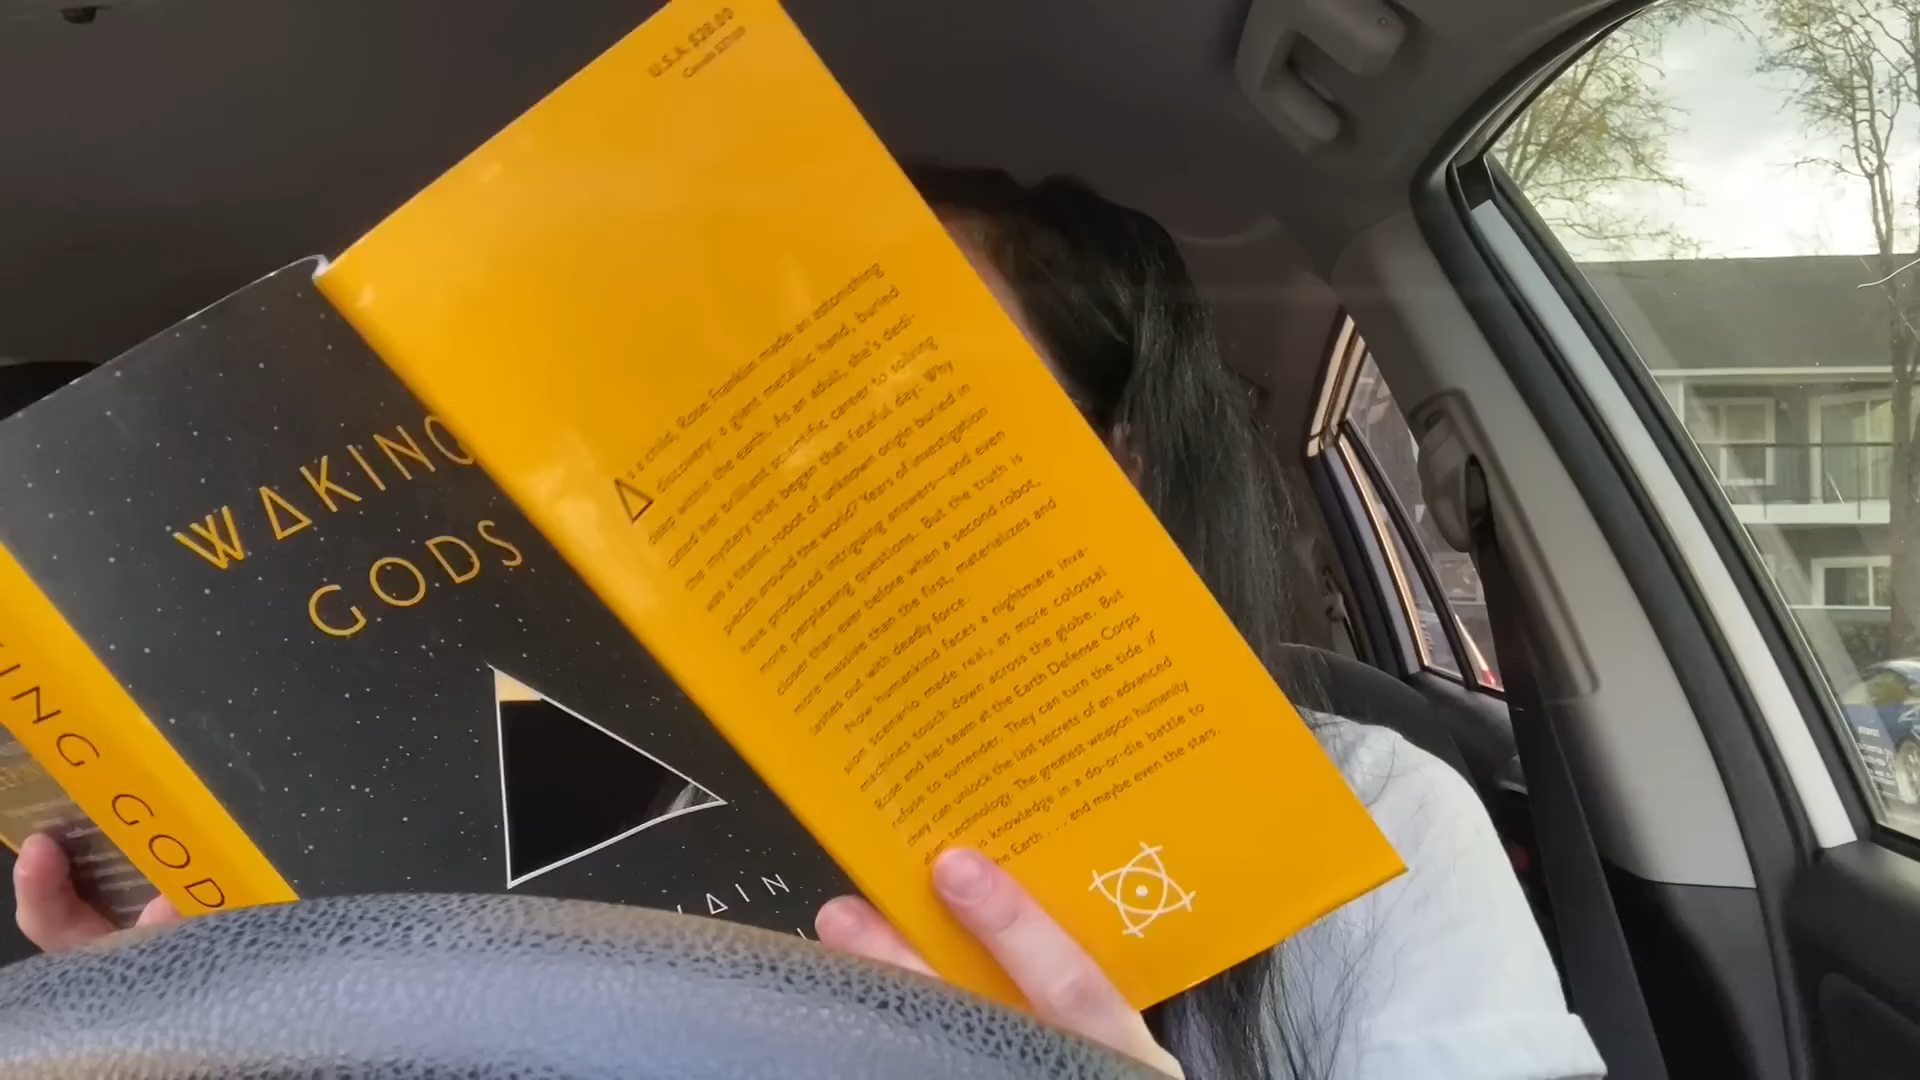 WAKING
GODS
ING GOD
LAIN
U.S.A. $28.00
As a child, Rose Franklin made an astonishing
discovery: a giant metallic hand, buried
deep within the earth. As an adult, she's dedi-
cated her brilliant scientific career to solving
the mystery that began that fateful day: Why
was a titanic robot of unknown origin buried in
pieces around the world? Years of investigation
have produced intriguing answers—and even
more perplexing questions. But the truth is
closer than ever before when a second robot,
more massive than the first, materializes and
lashes out with deadly force.
Now humankind faces a nightmare inva-
sion scenario made real, as more colossal
machines touch down across the globe. But
Rose and her team at the Earth Defense Corps
refuse to surrender. They can turn the tide if
they can unlock the last secrets of an advanced
alien technology. The greatest weapon humanity
is knowledge in a do-or-die battle to
the Earth . . . and maybe even the stars.